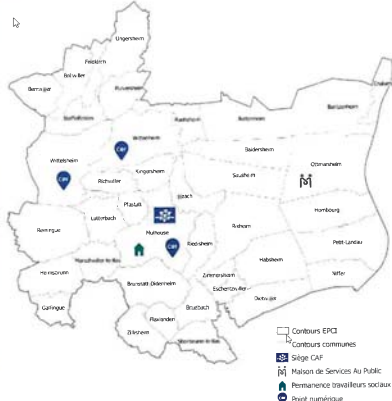 Ungersheim
Feldkirch
Bollwiller
Berrwiller
Pulversheim
Staffelfelden
Ruelisheim
Battenheim
Bantzenheim
Chalampé
Wittenheim
Baldersheim
Wittelsheim
Ottmarsheim
Kingersheim
Sausheim
Richwiller
Illzach
Pfastatt
Hombourg
Lutterbach
Reiningue
Mulhouse
Rixheim
Riedisheim
Petit-Landau
Morschwiller-le-Bas
Habsheim
Niffer
Heimsbrunn
Zimmersheim
Brunstatt-Didenheim
Eschentzwiller
Dietwiller
Galfingue
Bruebach
Flaxlanden
Zillisheim
Steinbrunn-le-Bas
Caf
Caf
Caf
Contours EPCI
Contours communes
Siège CAF
Maison de Services Au Public
Permanence travailleurs sociaux
Point numérique